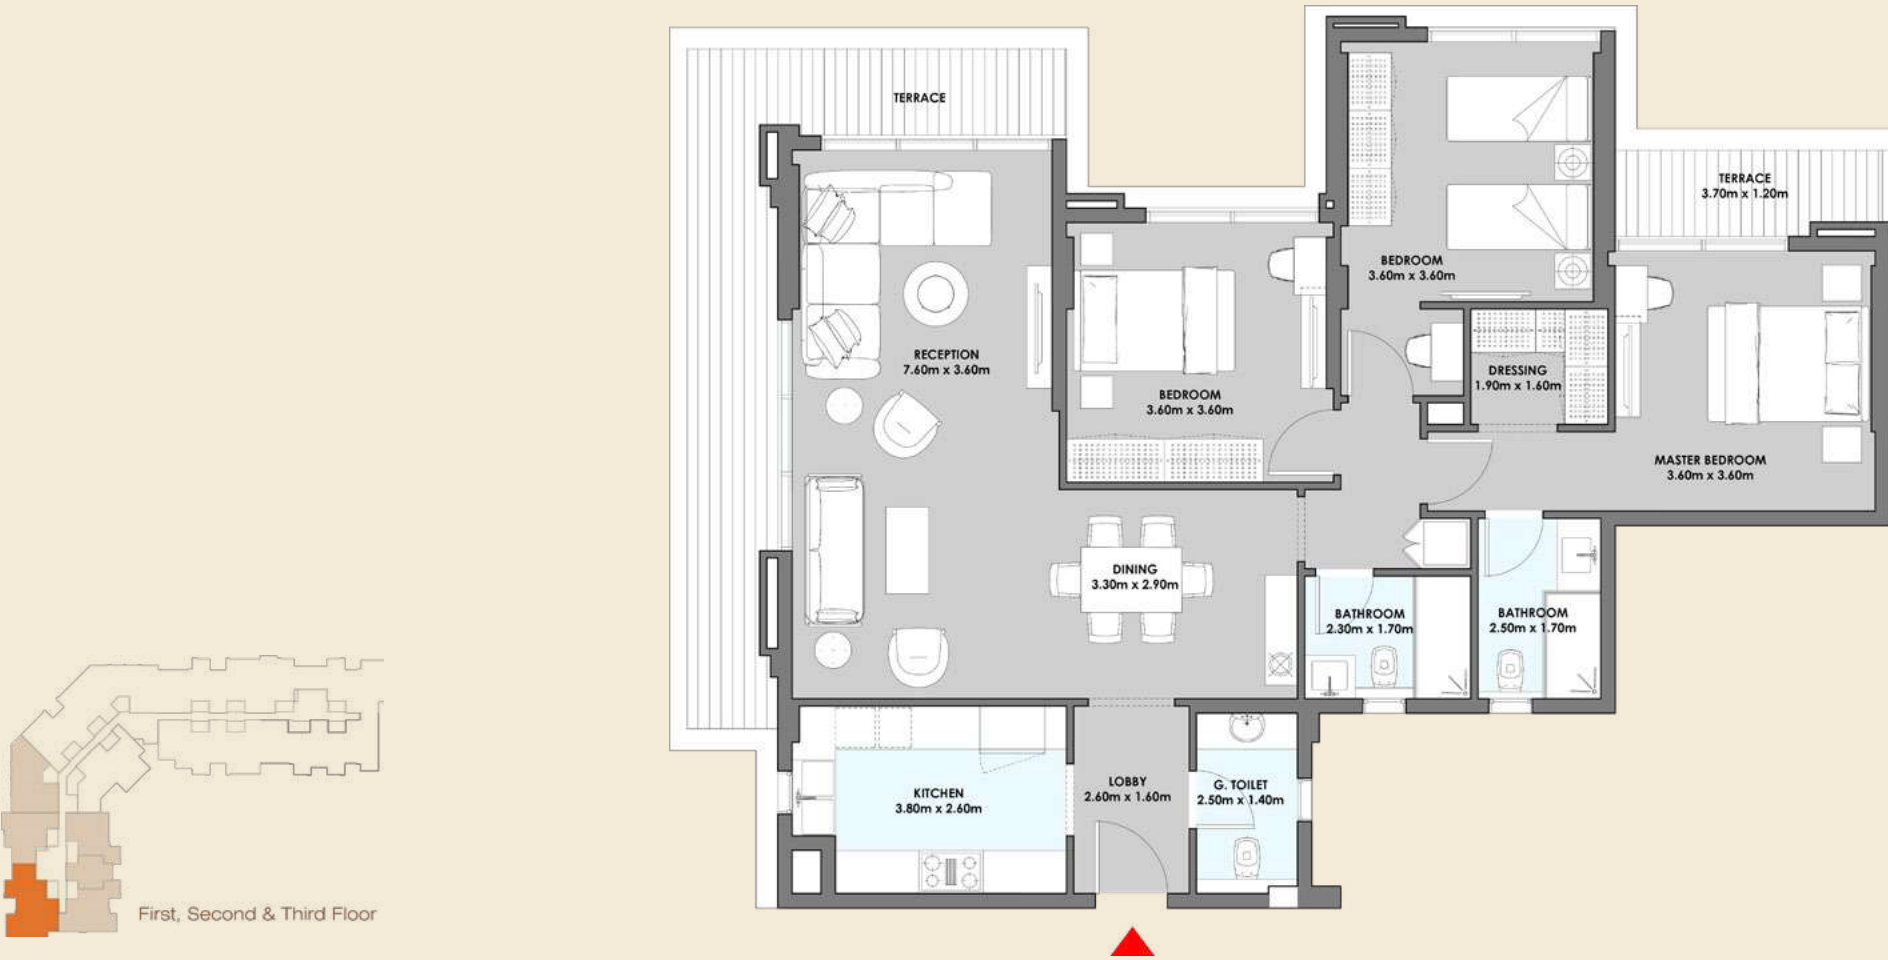 TERRACE
TERRACE
3.70m x 1.20m
BEDROOM
3.60m x 3.60m
RECEPTION
7.60m x 3.60m
DRESSING
1.90m x 1.60m
BEDROOM
3.60m x 3.60m
MASTER BEDROOM
3.60m x 3.60m
DINING
3.30m x 2.90m
BATHROOM
2.30m x 1.70m
BATHROOM
2.50m x 1.70m
KITCHEN
3.80m x 2.60m
LOBBY
2.60m x 1.60m
G. TOILET
2.50m x 1.40m
First, Second & Third Floor